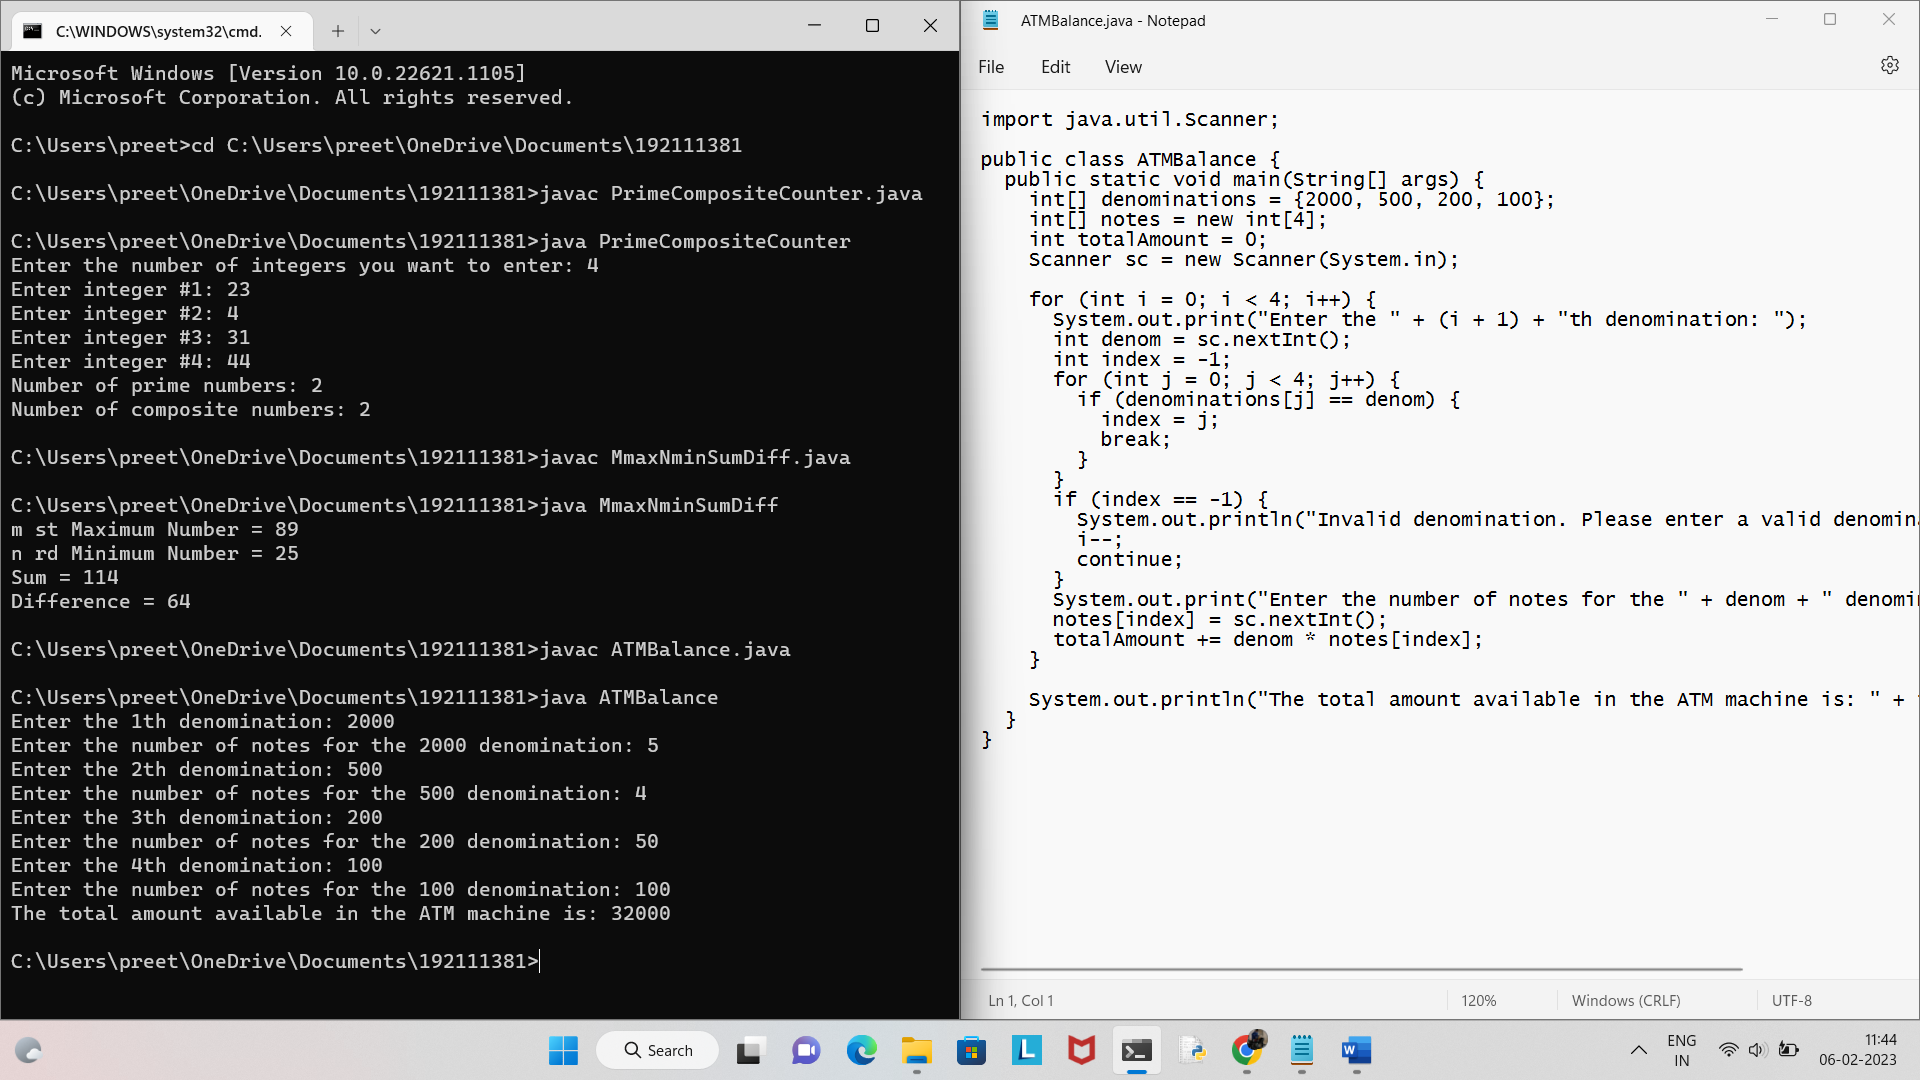 C:\WINDOWS\system32\cmd.
Microsoft Windows [Version 10.0.22621.1105]
(c) Microsoft Corporation. All rights reserved.
C:\Users\preet>cd C:\Users\preet\OneDrive\Documents\192111381
C:\Users\preet\OneDrive\Documents\192111381>javac PrimeCompositeCounter.java
C:\Users\preet\OneDrive\Documents\192111381>java PrimeCompositeCounter
Enter the number of integers you want to enter: 4
Enter integer #1: 23
Enter integer #2: 4
Enter integer #3: 31
Enter integer #4: 44
Number of prime numbers: 2
Number of composite numbers: 2
C:\Users\preet\OneDrive\Documents\192111381>javac MmaxNminSumDiff.java
C:\Users\preet\OneDrive\Documents\192111381>java MmaxNminSumDiff
m st Maximum Number = 89
n rd Minimum Number = 25
Sum = 114
Difference = 64
C:\Users\preet\OneDrive\Documents\192111381>javac ATMBalance.java
C:\Users\preet\OneDrive\Documents\192111381>java ATMBalance
Enter the 1th denomination: 2000
Enter the number of notes for the 2000 denomination: 5
Enter the 2th denomination: 500
Enter the number of notes for the 500 denomination: 4
Enter the 3th denomination: 200
Enter the number of notes for the 200 denomination: 50
Enter the 4th denomination: 100
Enter the number of notes for the 100 denomination: 100
The total amount available in the ATM machine is: 32000
C:\Users\preet\OneDrive\Documents\192111381>
ATMBalance.java - Notepad
File Edit View
import java.util.Scanner;
public class ATMBalance {
public static void main(String[] args) {
int[] denominations = {2000, 500, 200, 100};
int[] notes = new int[4];
int totalAmount = 0;
Scanner sc = new Scanner(System.in);
for (int i = 0; i < 4; i++) {
System.out.print("Enter the " + (i + 1) + "th denomination: ");
int denom = sc.nextInt();
int index = -1;
for (int j = 0; j < 4; j++) {
if (denominations[j] == denom) {
index = j;
break;
}
}
if (index == -1) {
System.out.println("Invalid denomination. Please enter a valid denomin
i--;
continue;
}
System.out.print("Enter the number of notes for the " + denom + " denomi
notes[index] = sc.nextInt();
totalAmount += denom * notes[index];
}
System.out.println("The total amount available in the ATM machine is: " +
}
}
Ln 1, Col 1 120% Windows (CRLF) UTF-8
Search
L
W
ENG
IN
11:44
06-02-2023